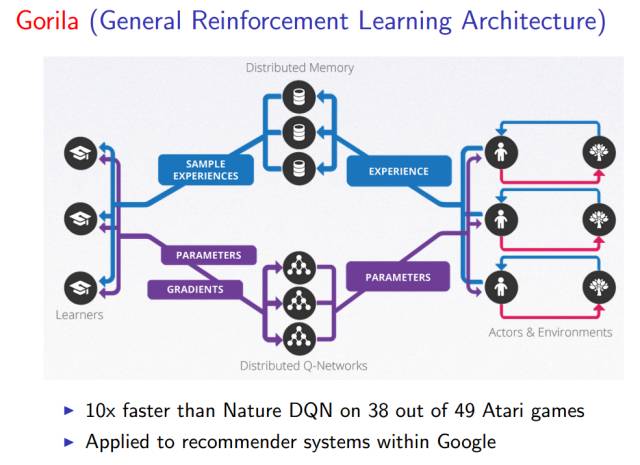 Gorila (General Reinforcement Learning Architecture)
Distributed Memory
SAMPLE
EXPERIENCES
EXPERIENCE
PARAMETERS
GRADIENTS
PARAMETERS
Learners
Distributed Q-Networks
Actors & Environments
10x faster than Nature DQN on 38 out of 49 Atari games
Applied to recommender systems within Google